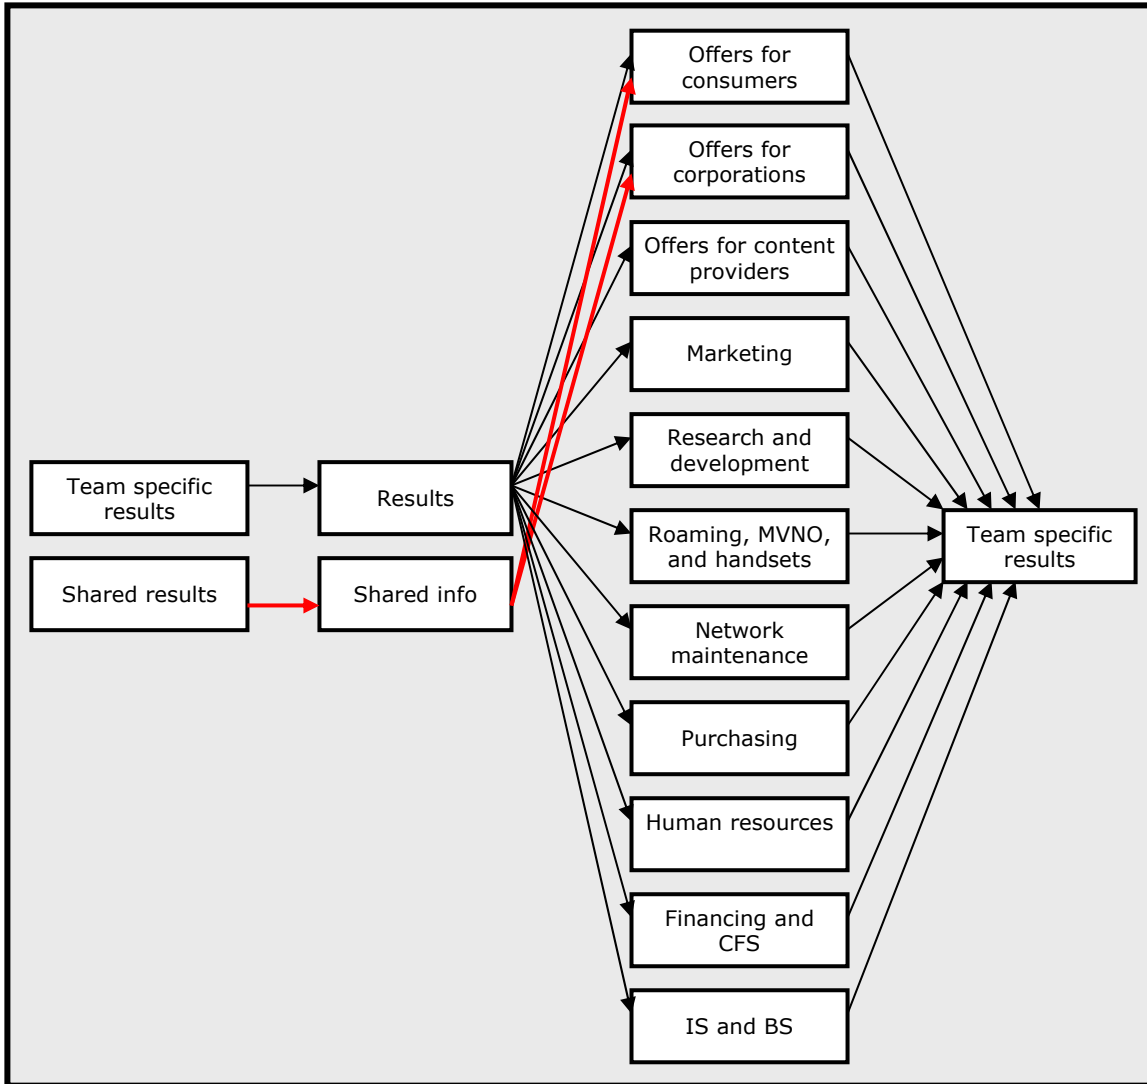 Offers for
consumers
Offers for
corporations
Offers for content
providers
Marketing
Research and
development
Team specific
results
Results
Roaming, MVNO,
and handsets
Team specific
results
Shared results
Shared info
Network
maintenance
Purchasing
Human resources
Financing and
CFS
IS and BS